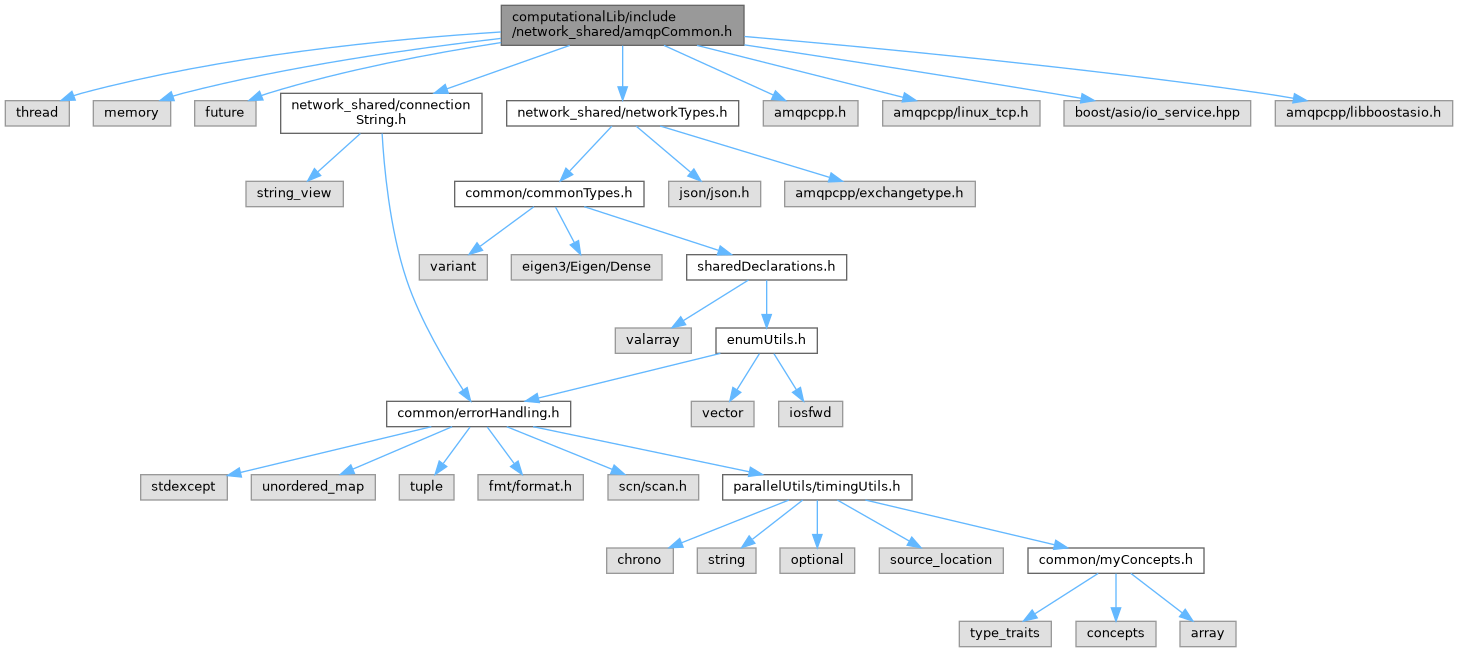 computationalLib/include
/network_shared/amqpCommon.h
thread
memory
future
network_shared/connection
String.h
network_shared/networkTypes.h
amqpcpp.h
amqpcpp/linux_tcp.h
boost/asio/io_service.hpp
amqpcpp/libboostasio.h
string_view
common/commonTypes.h
json/json.h
amqpcpp/exchangetype.h
variant
eigen3/Eigen/Dense
sharedDeclarations.h
valarray
enumUtils.h
common/errorHandling.h
vector
iosfwd
stdexcept
unordered_map
tuple
fmt/format.h
scn/scan.h
parallelUtils/timingUtils.h
chrono
string
optional
source_location
common/myConcepts.h
type_traits
concepts
array